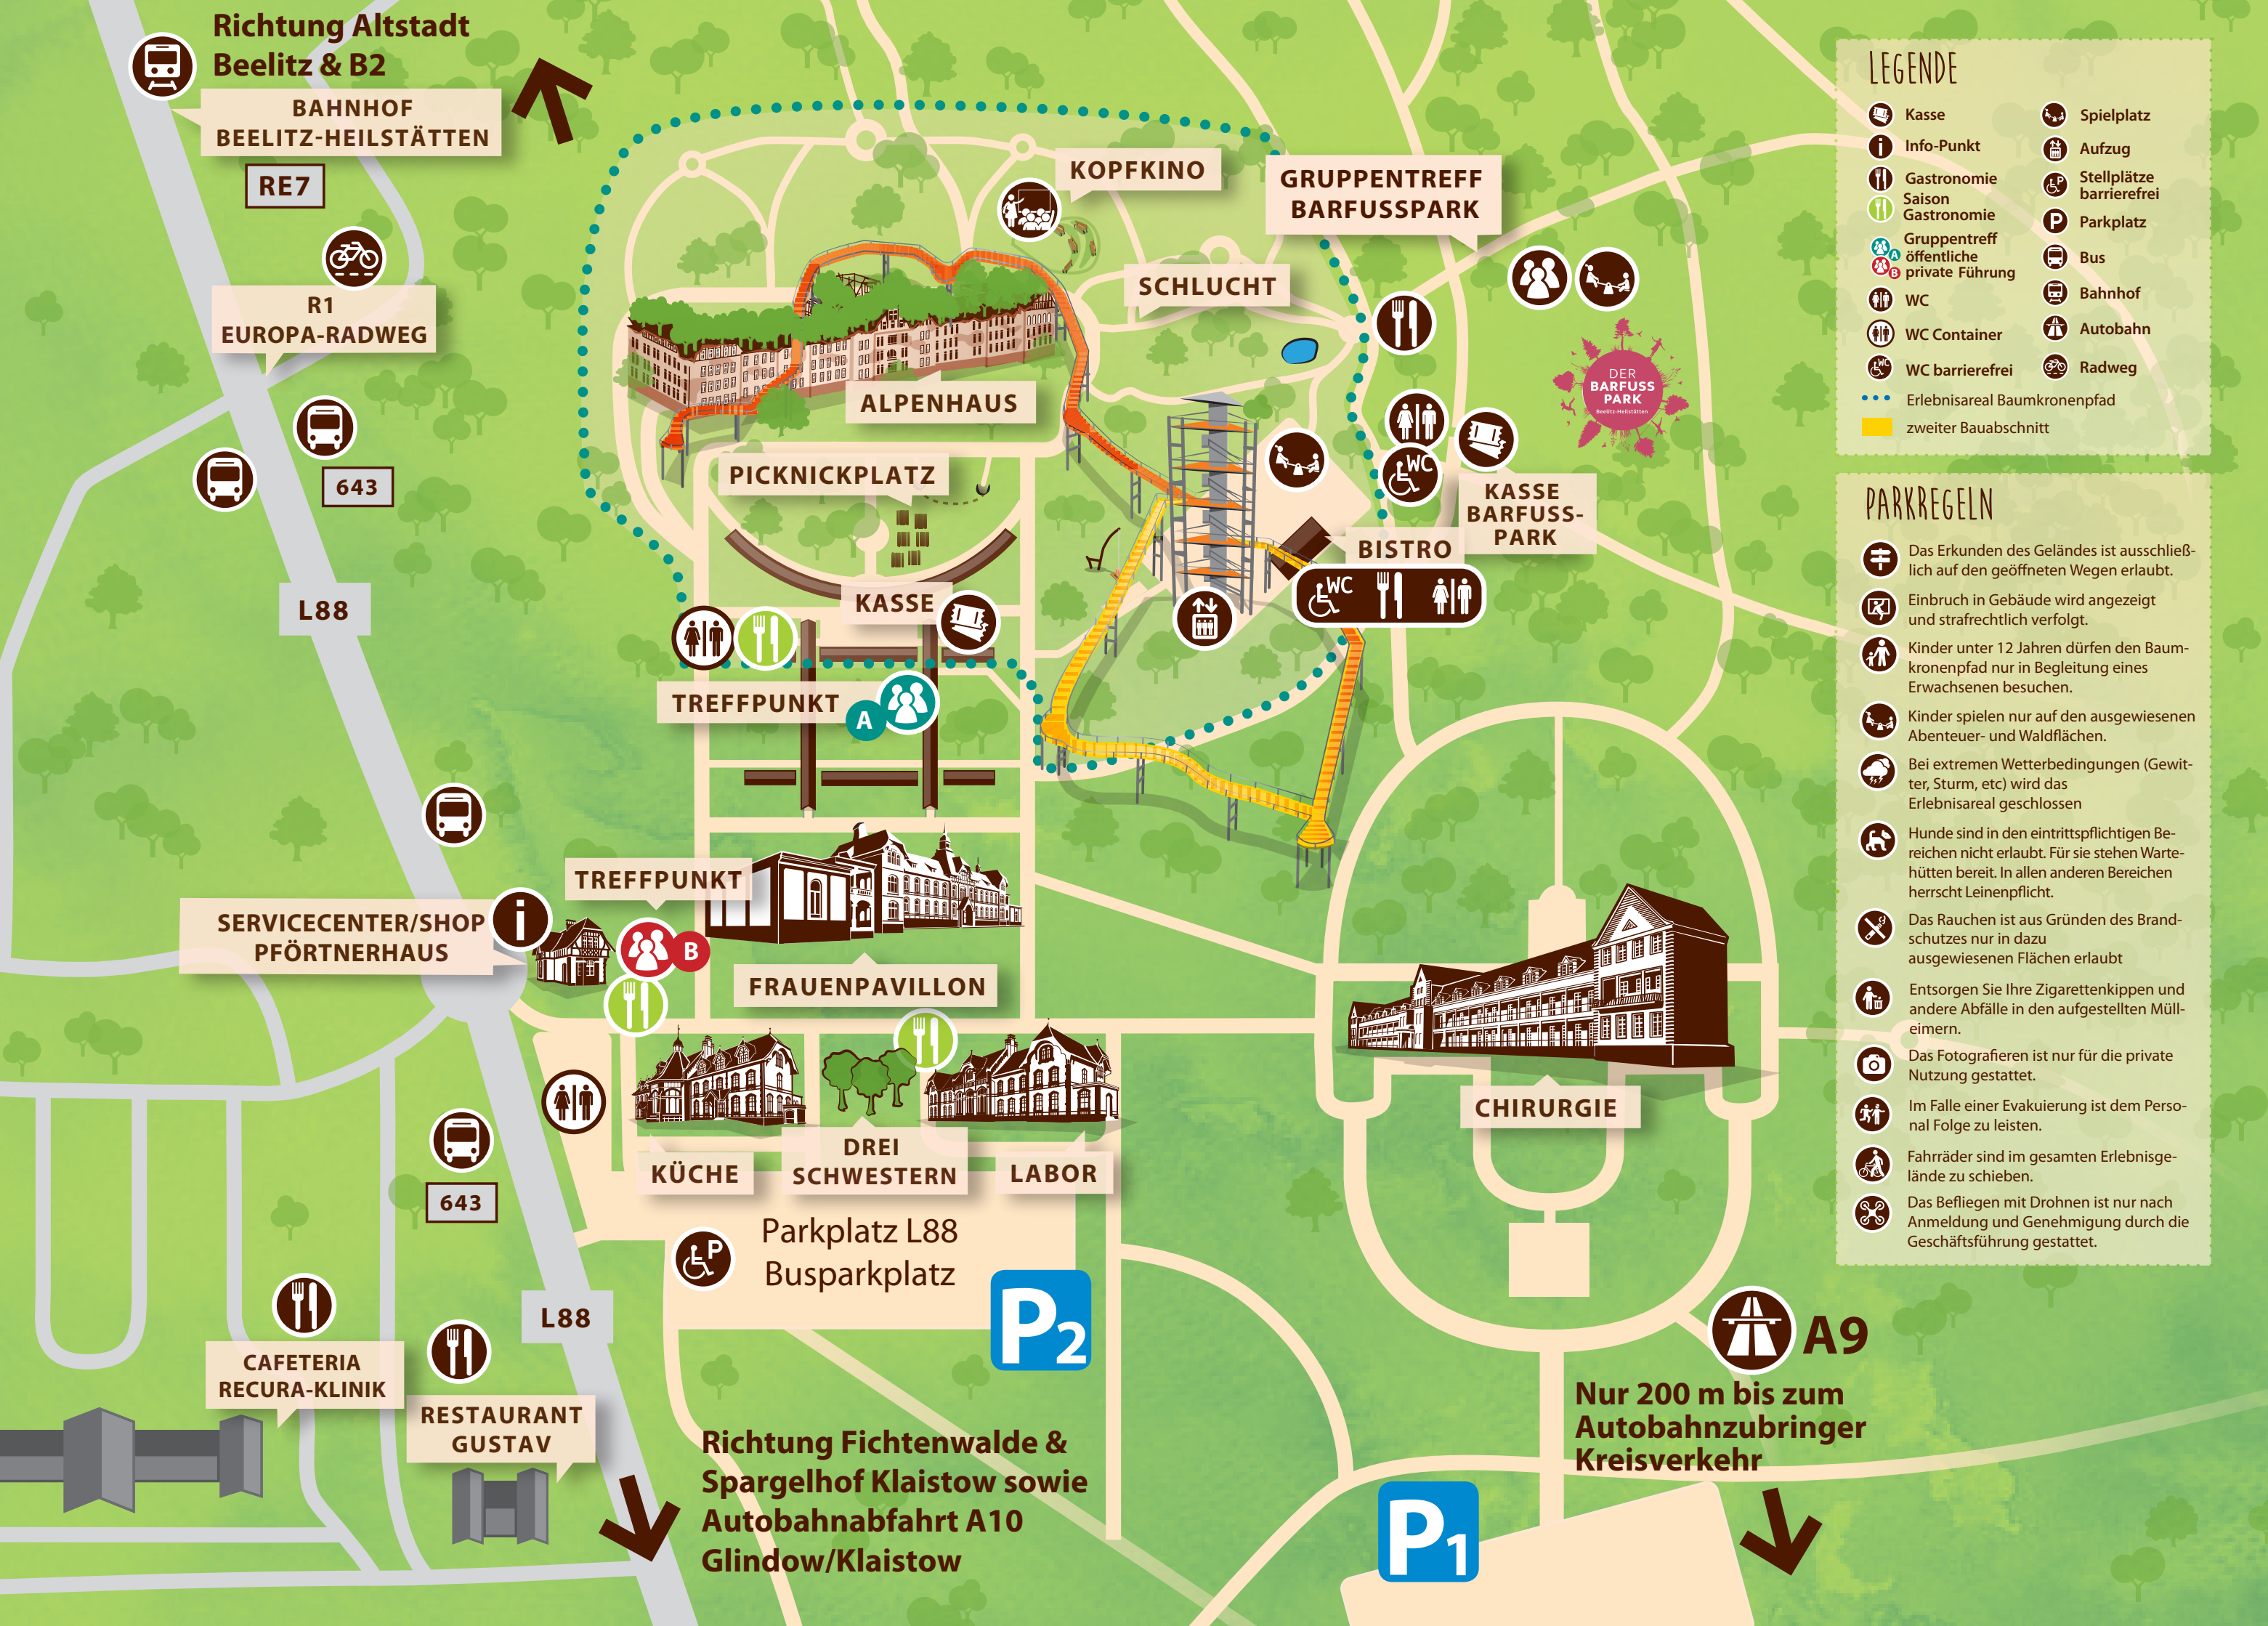 Richtung Altstadt
Beelitz & B2
BAHNHOF
BEELITZ-HEILSTÄTTEN
RE7
R1
EUROPA-RADWEG
643
L88
KOPFKINO
GRUPPENTREFF
BARFUSSPARK
SCHLUCHT
ALPENHAUS
PICKNICKPLATZ
DER
BARFUSS
PARK
Beelitz-Heilstätten
WC
KASSE
BARFUSS-
PARK
BISTRO
WC
KASSE
TREFFPUNKT
A
TREFFPUNKT
B
SERVICECENTER/SHOP
PFÖRTNERHAUS
i
FRAUENPAVILLON
KÜCHE
DREI
SCHWESTERN
LABOR
CHIRURGIE
643
P
Parkplatz L88
Busparkplatz
P2
L88
CAFETERIA
RECURA-KLINIK
RESTAURANT
GUSTAV
Richtung Fichtenwalde &
Spargelhof Klaistow sowie
Autobahnabfahrt A10
Glindow/Klaistow
P1
A9
Nur 200 m bis zum
Autobahnzubringer
Kreisverkehr
LEGENDE
Kasse
i Info-Punkt
Gastronomie
Saison
Gastronomie
Gruppentreff
A öffentliche
B private Führung
WC
WC Container
WC WC barrierefrei
Spielplatz
Aufzug
P Stellplätze
barrierefrei
P Parkplatz
Bus
Bahnhof
Autobahn
Radweg
Erlebnisareal Baumkronenpfad
zweiter Bauabschnitt
PARKREGELN
Das Erkunden des Geländes ist ausschließ-
lich auf den geöffneten Wegen erlaubt.
Einbruch in Gebäude wird angezeigt
und strafrechtlich verfolgt.
Kinder unter 12 Jahren dürfen den Baum-
kronenpfad nur in Begleitung eines
Erwachsenen besuchen.
Kinder spielen nur auf den ausgewiesenen
Abenteuer- und Waldflächen.
Bei extremen Wetterbedingungen (Gewit-
ter, Sturm, etc) wird das
Erlebnisareal geschlossen
Hunde sind in den eintrittspflichtigen Be-
reichen nicht erlaubt. Für sie stehen Warte-
hütten bereit. In allen anderen Bereichen
herrscht Leinenpflicht.
Das Rauchen ist aus Gründen des Brand-
schutzes nur in dazu
ausgewiesenen Flächen erlaubt
Entsorgen Sie Ihre Zigarettenkippen und
andere Abfälle in den aufgestellten Müll-
eimern.
Das Fotografieren ist nur für die private
Nutzung gestattet.
Im Falle einer Evakuierung ist dem Perso-
nal Folge zu leisten.
Fahrräder sind im gesamten Erlebnisge-
lände zu schieben.
Das Befliegen mit Drohnen ist nur nach
Anmeldung und Genehmigung durch die
Geschäftsführung gestattet.